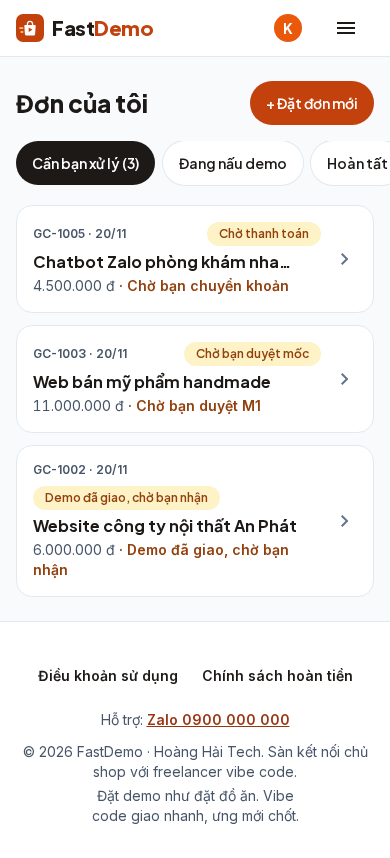 FastDemo
K
Đơn của tôi
+ Đặt đơn mới
Cần bạn xử lý (3)
Đang nấu demo
Hoàn tất
GC-1005 · 20/11
Chờ thanh toán
Chatbot Zalo phòng khám nha…
4.500.000 đ · Chờ bạn chuyển khoản
GC-1003 · 20/11
Chờ bạn duyệt mốc
Web bán mỹ phẩm handmade
11.000.000 đ · Chờ bạn duyệt M1
GC-1002 · 20/11
Demo đã giao, chờ bạn nhận
Website công ty nội thất An Phát
6.000.000 đ · Demo đã giao, chờ bạn
nhận
Điều khoản sử dụng
Chính sách hoàn tiền
Hỗ trợ: Zalo 0900 000 000
© 2026 FastDemo · Hoàng Hải Tech. Sàn kết nối chủ
shop với freelancer vibe code.
Đặt demo như đặt đồ ăn. Vibe
code giao nhanh, ưng mới chốt.